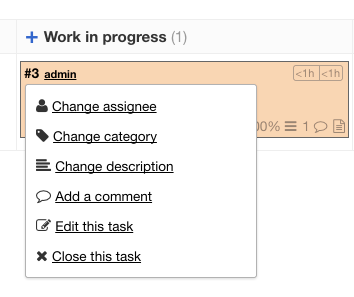 + Work in progress (1)
#3 admin <1h <1h
Change assignee
00% 1
Change category
Change description
Add a comment
Edit this task
Close this task